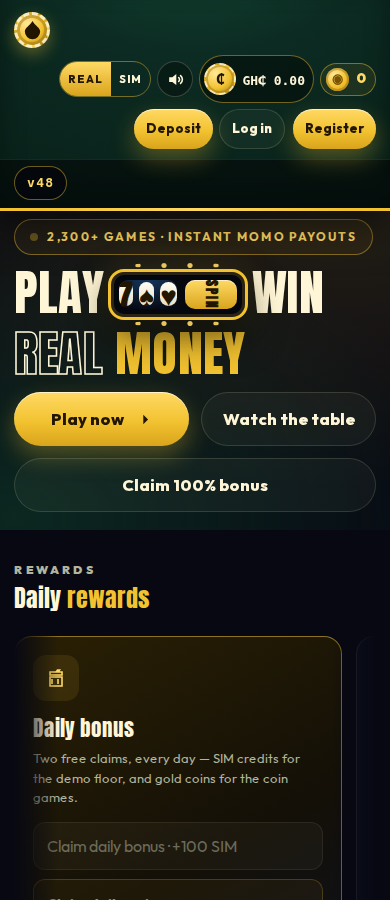 REAL SIM ₵ GH₵ 0.00 0
Deposit Log in Register
v48
2,300+ GAMES · INSTANT MOMO PAYOUTS
PLAY 7 SPIN WIN
REAL MONEY
Play now Watch the table
Claim 100% bonus
REWARDS
Daily rewards
Daily bonus
Two free claims, every day — SIM credits for
the demo floor, and gold coins for the coin
games.
Claim daily bonus · +100 SIM